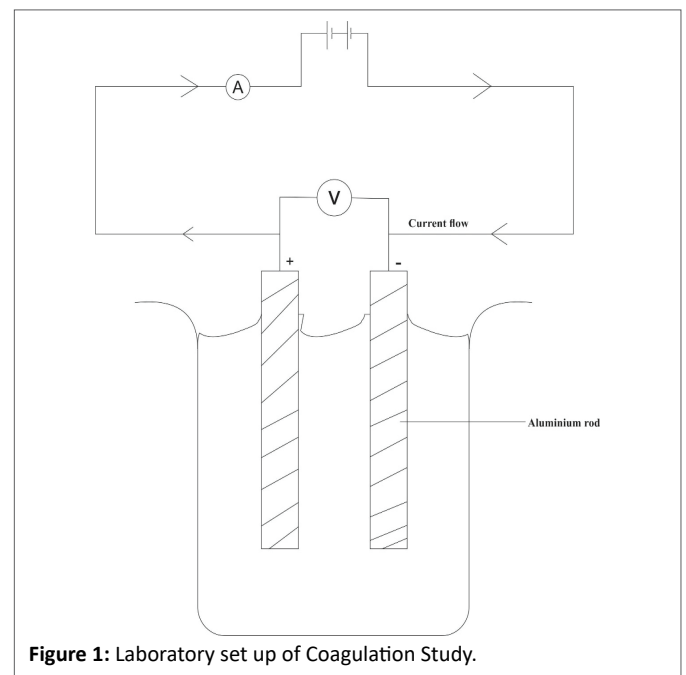 A
V
Current flow
+ -
Aluminium rod
Figure 1: Laboratory set up of Coagulation Study.